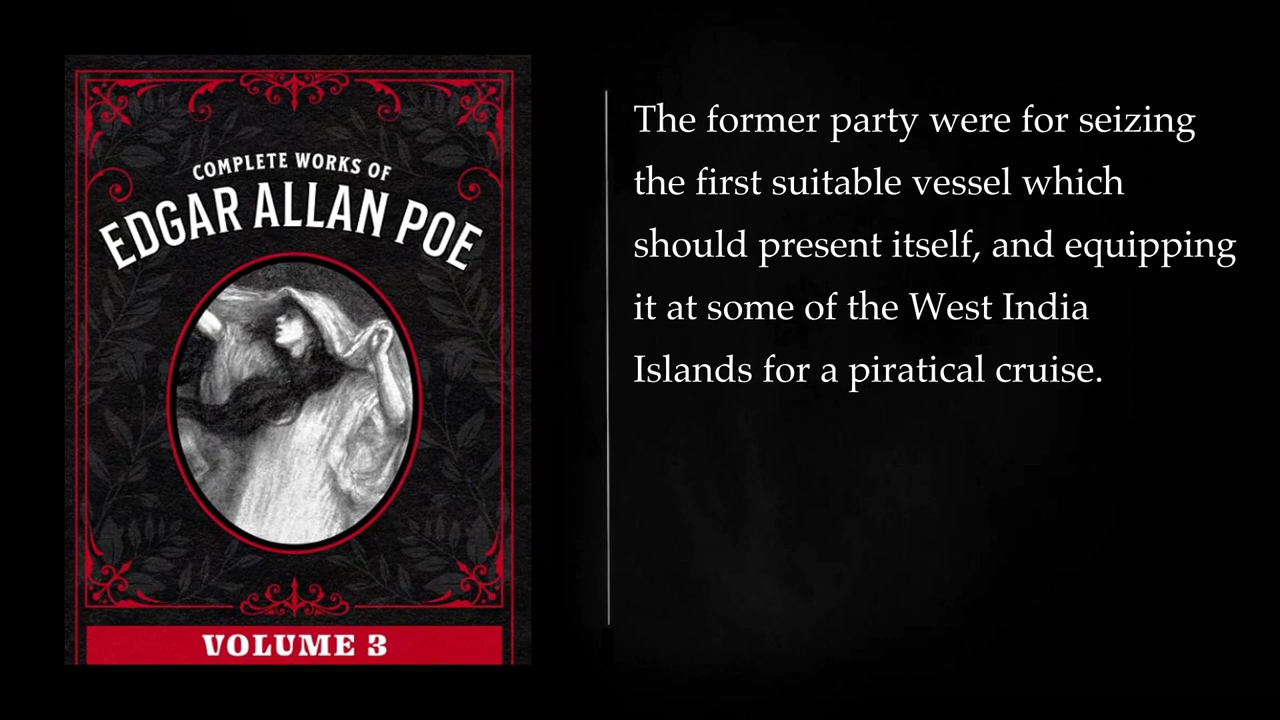 COMPLETE WORKS OF
EDGAR ALLAN POE
VOLUME 3
The former party were for seizing
the first suitable vessel which
should present itself, and equipping
it at some of the West India
Islands for a piratical cruise.